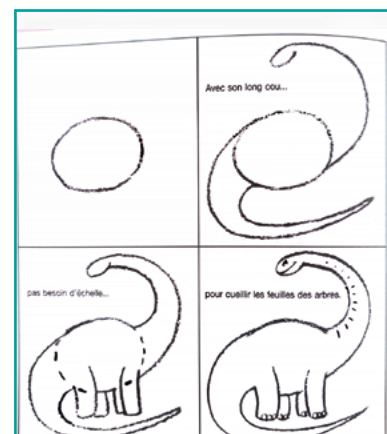 Avec son long cou...
pas besoin d'échelle...
pour cueillir les feuilles des arbres.